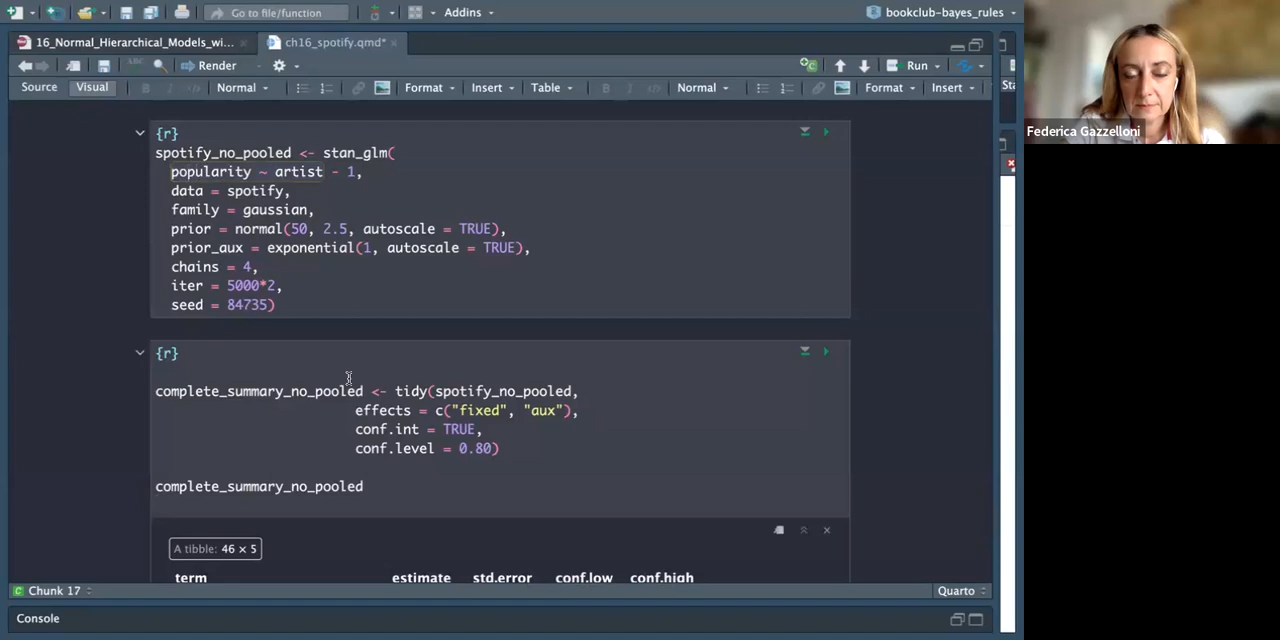 Go to file/function
Addins
bookclub-bayes_rules
16_Normal_Hierarchical_Models_wi...
ch16_spotify.qmd*
ABC
Render
Run
Source
Visual
B
I
</>
Normal
Format
Insert
Table
B
I
Normal
Format
Insert
Sta
{r}
spotify_no_pooled <- stan_glm(
popularity ~ artist - 1,
data = spotify,
family = gaussian,
prior = normal(50, 2.5, autoscale = TRUE),
prior_aux = exponential(1, autoscale = TRUE),
chains = 4,
iter = 5000*2,
seed = 84735)
{r}
complete_summary_no_pooled <- tidy(spotify_no_pooled,
effects = c("fixed", "aux"),
conf.int = TRUE,
conf.level = 0.80)
complete_summary_no_pooled
A tibble: 46 × 5
term estimate std.error conf.low conf.high
Chunk 17
Quarto
Console
Federica Gazzelloni